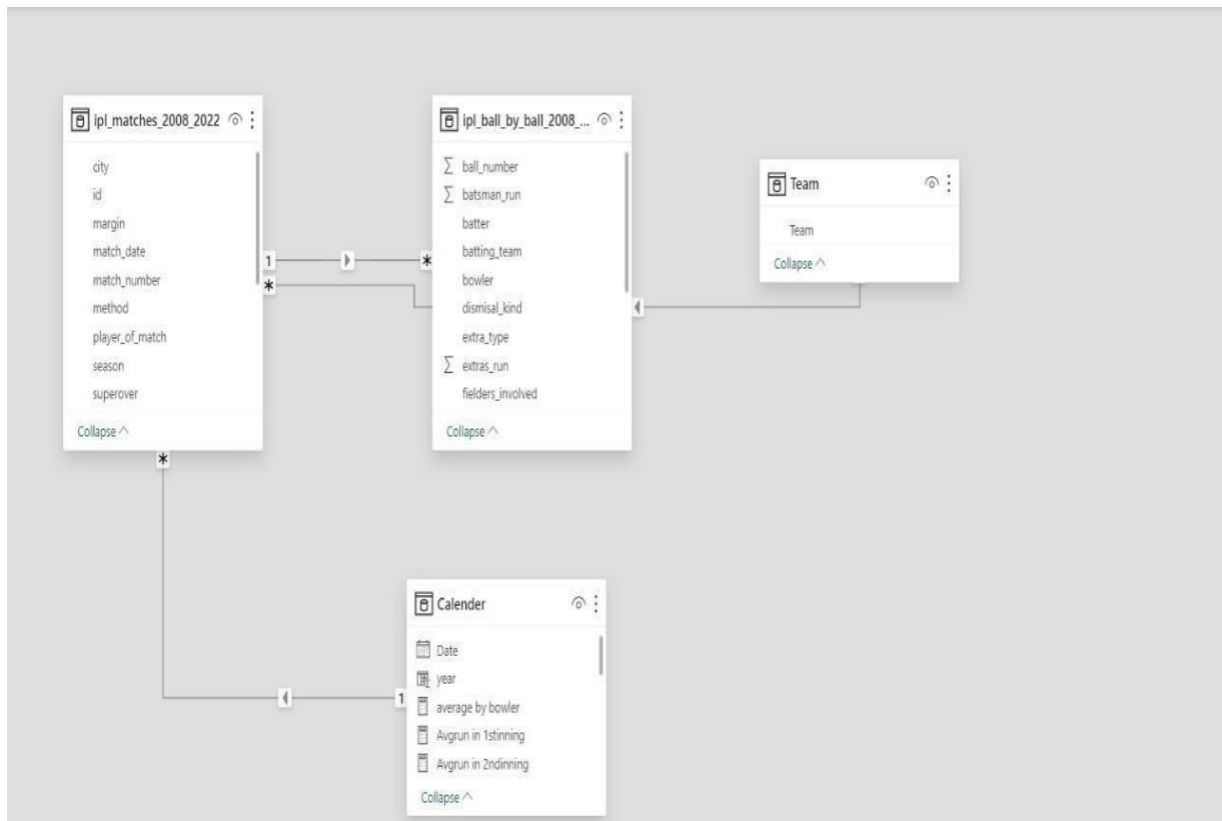 ipl_matches_2008_2022
city
id
margin
match_date
match_number
method
player_of_match
season
superover
Collapse
1
*
*
*
ipl_ball_by_ball_2008_...
ball_number
batsman_run
batter
batting_team
bowler
dismisal_kind
extra_type
extras_run
fielders_involved
Collapse
*
Team
Team
Collapse
Calender
Date
year
1
average by bowler
Avgrun in 1stinning
Avgrun in 2ndinning
Collapse